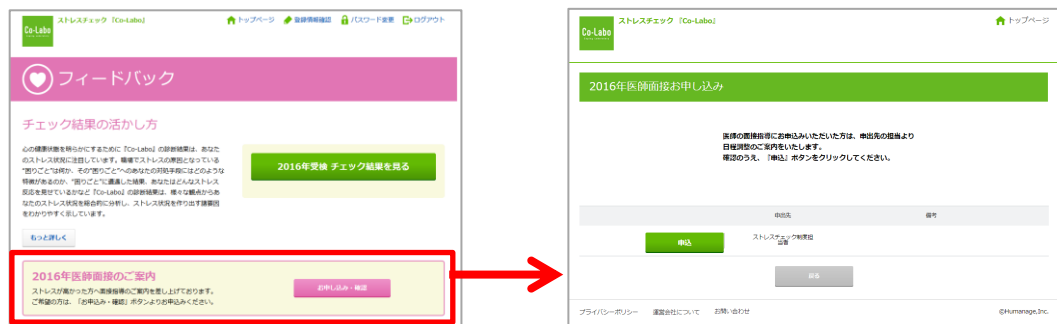 Co-Labo
ストレスチェック『Co-Labo』
トップページ 登録情報確認 パスワード変更 ログアウト
フィードバック
チェック結果の活かし方
心の健康状態を明らかにするために『Co-Labo』の診断結果は、あなた
のストレス状況に注目しています。職場でストレスの原因となっている
"困りごと"は何か、その"困りごと"へのあなたの対処手段にはどのような
特徴があるのか、"困りごと"に遭遇した結果、あなたはどんなストレス
反応を見せているかなど『Co-Labo』の診断結果は、様々な観点からあ
なたのストレス状況を総合的に分析し、ストレス状況を作り出す諸要因
をわかりやすく示しています。
2016年受検 チェック結果を見る
もっと詳しく
2016年医師面接のご案内
ストレスが高かった方へ面接指導のご案内を差し上げております。
ご希望の方は、「お申込み・確認」ボタンよりお申込みください。
お申し込み・確認
Co-Labo
ストレスチェック『Co-Labo』
トップページ
2016年医師面接お申し込み
医師の面接指導にお申込みいただいた方は、申出先の担当より
日程調整のご案内をいたします。
確認のうえ、「申込」ボタンをクリックしてください。
申出先 備考
申込 ストレスチェック制度担
当者
戻る
プライバシーポリシー 運営会社について お問い合わせ ©Humanage,Inc.